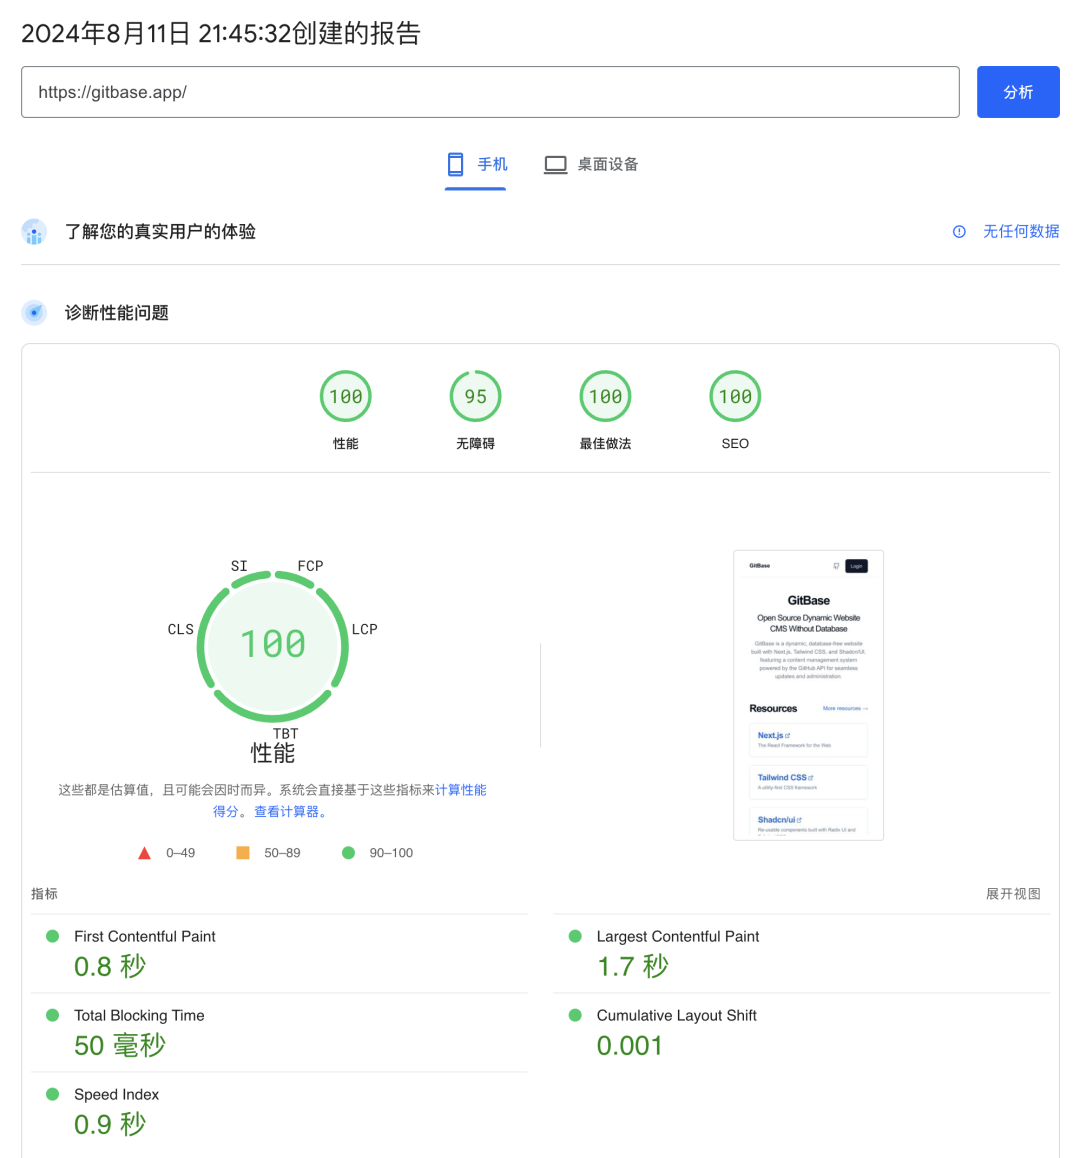 2024年8月11日 21:45:32创建的报告
https://gitbase.app/
分析
手机
桌面设备
了解您的真实用户的体验
无任何数据
诊断性能问题
100
95
100
100
性能
无障碍
最佳做法
SEO
SI
FCP
CLS
LCP
100
TBT
性能
这些都是估算值，且可能会因时而异。系统会直接基于这些指标来计算性能
得分。查看计算器。
0–49
50–89
90–100
GitBase
Login
GitBase
Open Source Dynamic Website
CMS Without Database
GitBase is a dynamic, database-free website
built with Next.js, Tailwind CSS, and Shadcn/UI,
featuring a content management system
powered by the GitHub API for seamless
updates and administration.
Resources
More resources →
Next.js
The React Framework for the Web
Tailwind CSS
A utility-first CSS framework
Shadcn/ui
Re-usable components built with Radix UI and
指标
展开视图
First Contentful Paint
0.8 秒
Largest Contentful Paint
1.7 秒
Total Blocking Time
50 毫秒
Cumulative Layout Shift
0.001
Speed Index
0.9 秒